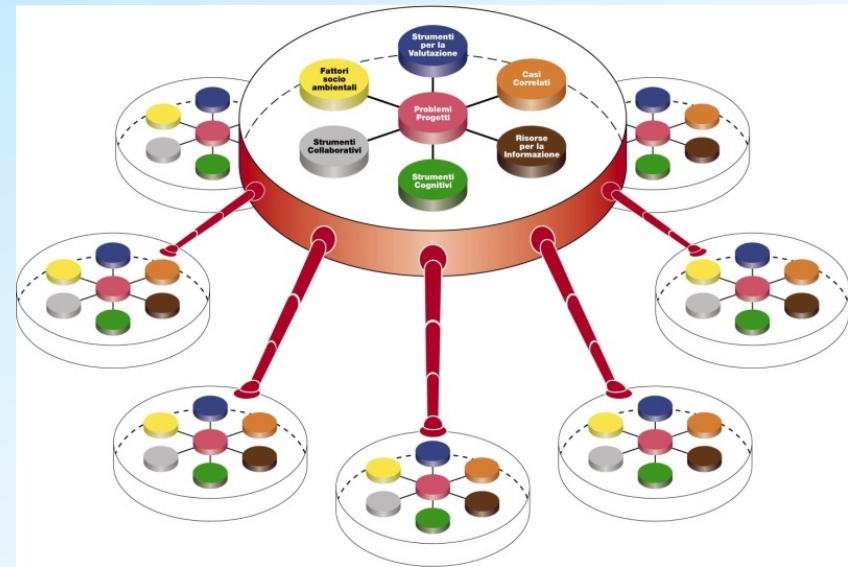 Strumenti
per la
Valutazione
Fattori
socio
ambientali
Casi
Correlati
Problemi
Progetti
Strumenti
Collaborativi
Risorse
per la
Informazione
Strumenti
Cognitivi